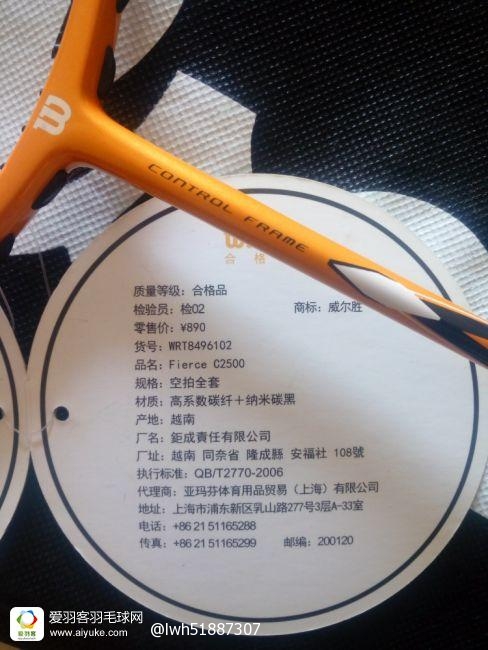 CONTROL FRAME
合格
质量等级：合格品
检验员：检02 商标：威尔胜
零售价：¥890
货号：WRT8496102
品名：Fierce C2500
规格：空拍全套
材质：高系数碳纤＋纳米碳黑
产地：越南
厂名：鉅成責任有限公司
厂址：越南 同奈省 隆成縣 安福社 108號
执行标准：QB/T2770-2006
代理商：亚玛芬体育用品贸易（上海）有限公司
地址：上海市浦东新区乳山路277号3层A-33室
电话：+86 21 51165288
传真：+86 21 51165299 邮编：200120
爱羽客羽毛球网
www.aiyuke.com
爱羽客
@lwh51887307